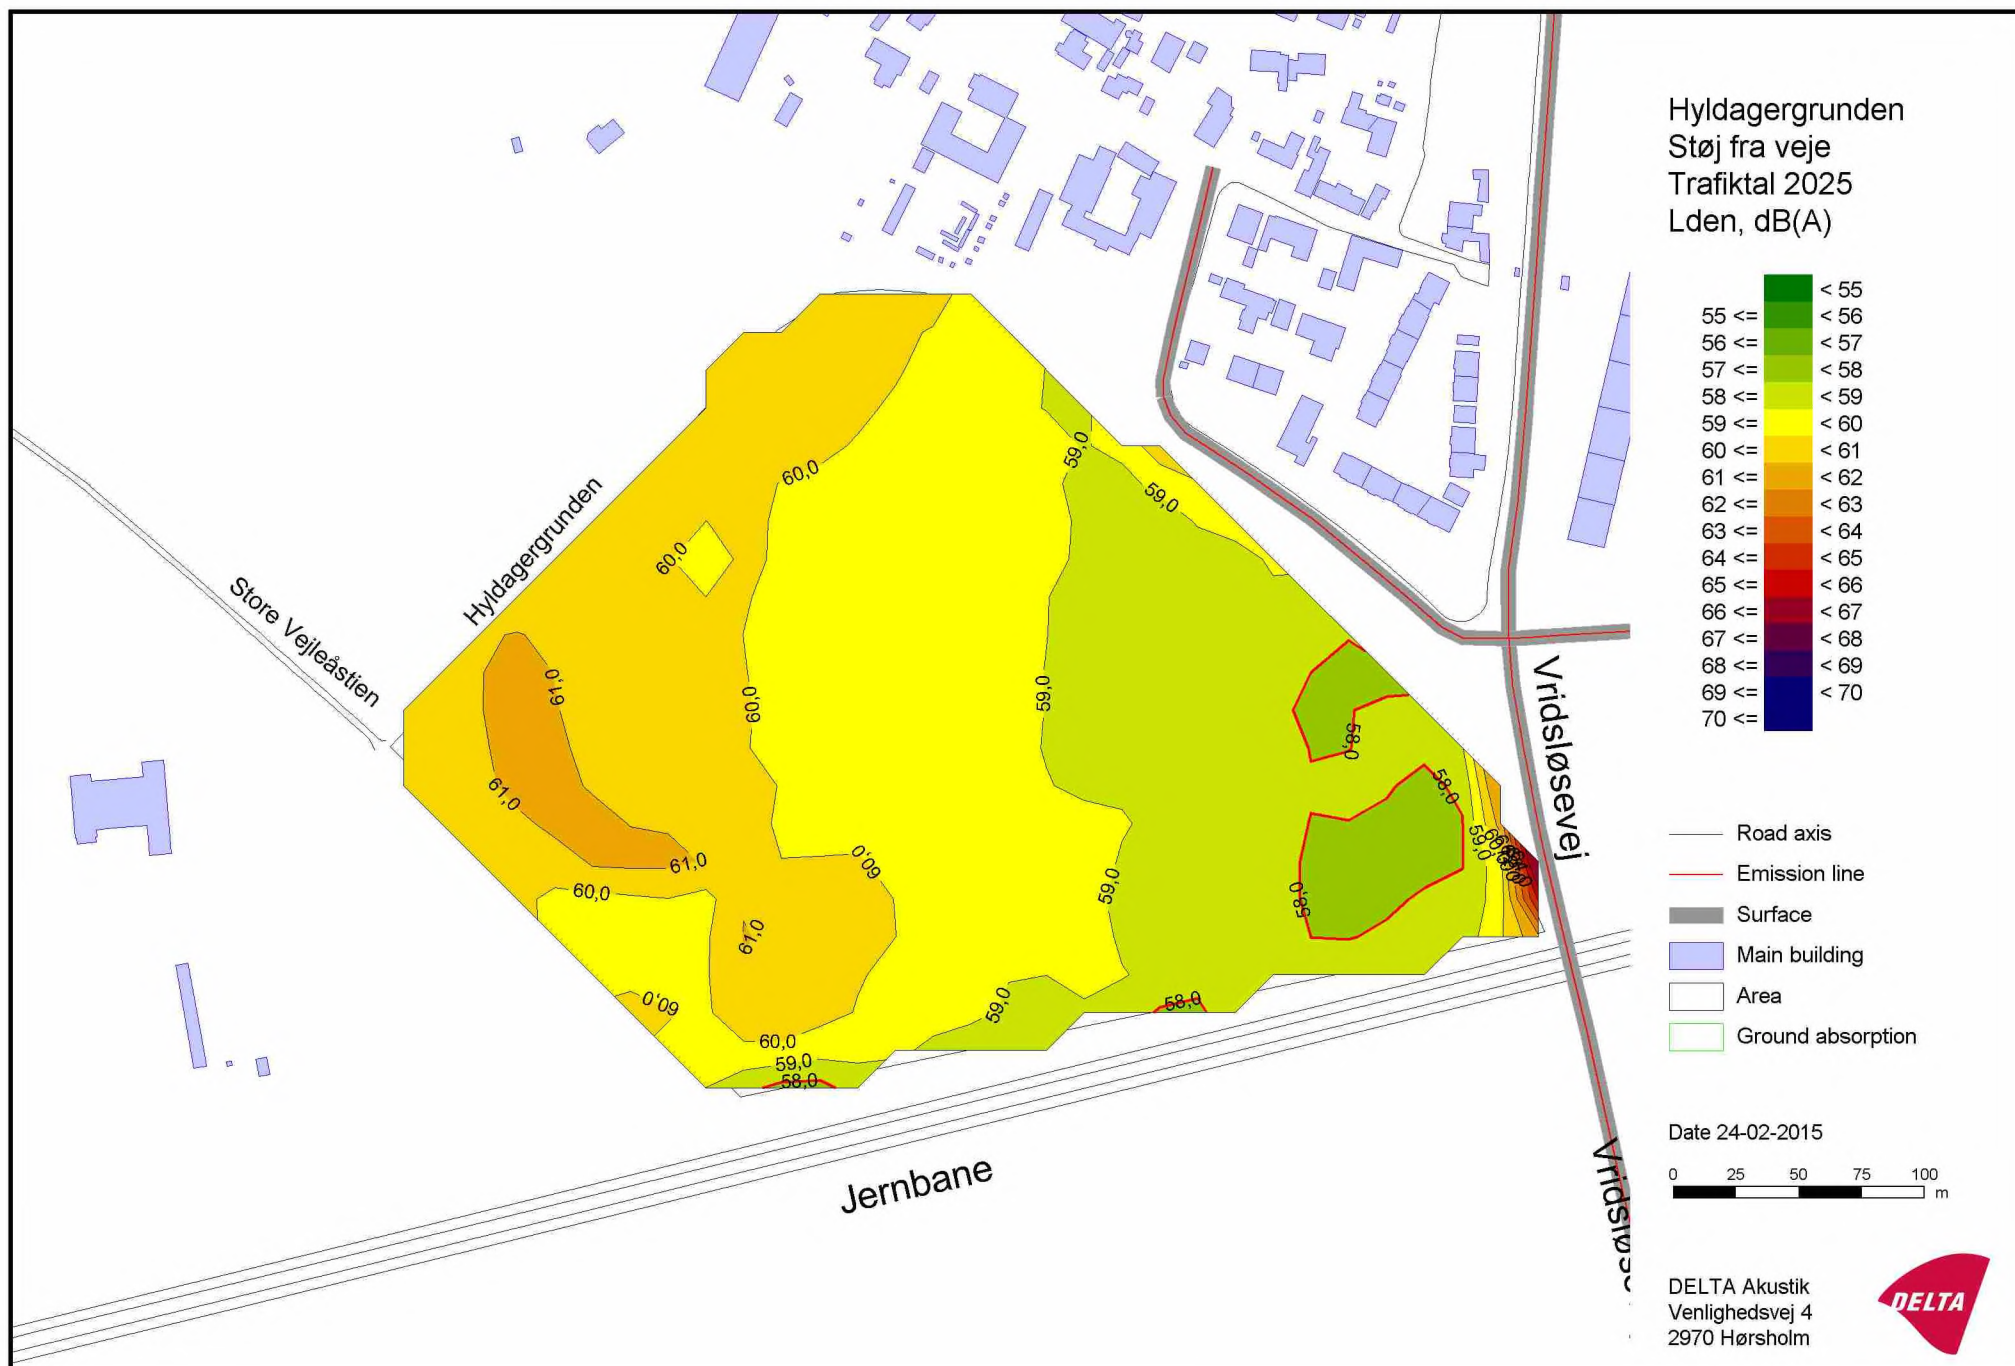 Hyldagergrunden
Støj fra veje
Trafiktal 2025
Lden, dB(A)
< 55
55 <= < 56
56 <= < 57
57 <= < 58
58 <= < 59
59 <= < 60
60 <= < 61
61 <= < 62
62 <= < 63
63 <= < 64
64 <= < 65
65 <= < 66
66 <= < 67
67 <= < 68
68 <= < 69
69 <= < 70
70 <=
Road axis
Emission line
Surface
Main building
Area
Ground absorption
Date 24-02-2015
0 25 50 75 100
m
DELTA Akustik
Venlighedsvej 4
2970 Hørsholm
DELTA
Store Vejleåstien
Hyldagergrunden
Vridsløsevej
Jernbane
60,0
59,0
59,0
60,0
61,0
60,0
59,0
58,0
61,0
58,0
61,0
60,0
59,0
59,0
60,0
58,0
61,0
60,0
59,0
58,0
60,0
59,0
58,0